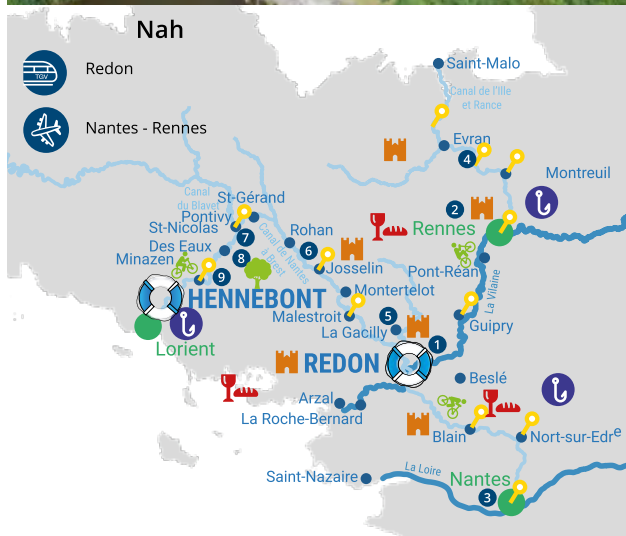 Nah
TGV
Redon
Nantes - Rennes
Saint-Malo
Canal de l'Ille
et Rance
Evran
4
Montreuil
Canal
du Blavet
St-Gérand
Pontivy
2
Rennes
St-Nicolas
Des Eaux
7
Rohan
6
Canal de Nantes
à Brest
Minazen
8
9
Josselin
Pont-Réan
HENNEBONT
Montertelot
La Vilaine
Malestroit
5
Guipry
La Gacilly
Lorient
1
REDON
Beslé
Arzal
La Roche-Bernard
Blain
Nort-sur-Edre
Saint-Nazaire
La Loire
Nantes
3